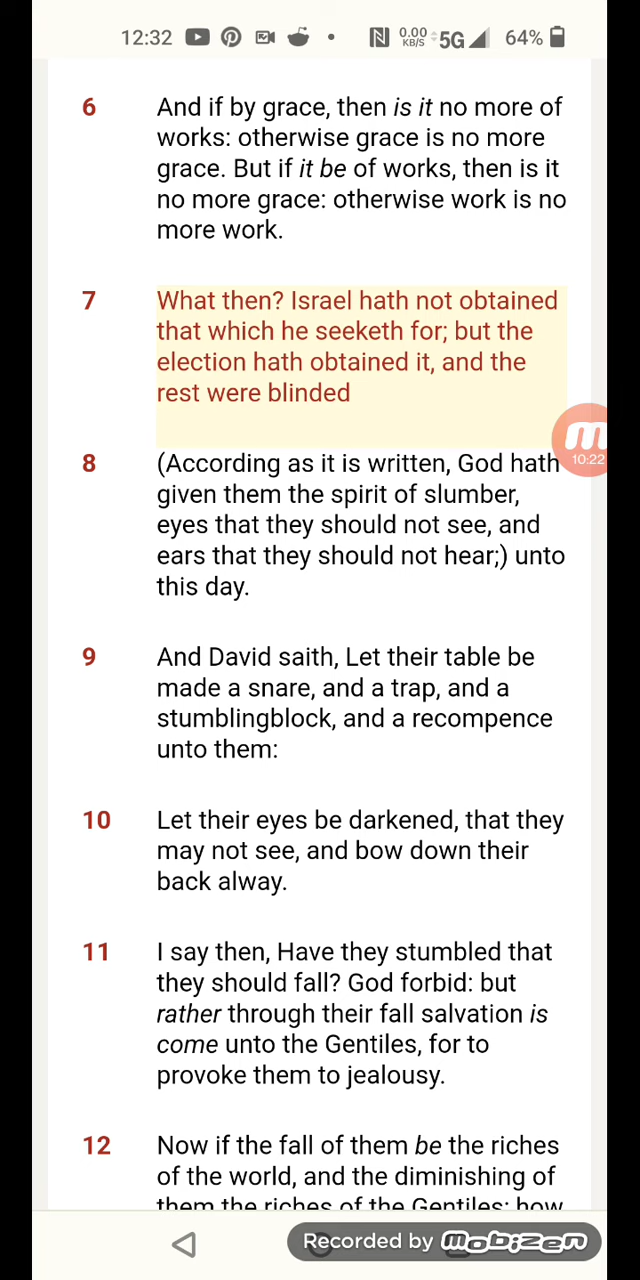 12:32 0.00 KB/S 5G 64%
6 And if by grace, then is it no more of
works: otherwise grace is no more
grace. But if it be of works, then is it
no more grace: otherwise work is no
more work.
7 What then? Israel hath not obtained
that which he seeketh for; but the
election hath obtained it, and the
rest were blinded
m
10:22
8 (According as it is written, God hath
given them the spirit of slumber,
eyes that they should not see, and
ears that they should not hear;) unto
this day.
9 And David saith, Let their table be
made a snare, and a trap, and a
stumblingblock, and a recompence
unto them:
10 Let their eyes be darkened, that they
may not see, and bow down their
back alway.
11 I say then, Have they stumbled that
they should fall? God forbid: but
rather through their fall salvation is
come unto the Gentiles, for to
provoke them to jealousy.
12 Now if the fall of them be the riches
of the world, and the diminishing of
them the riches of the Gentiles; how
Recorded by mobizen